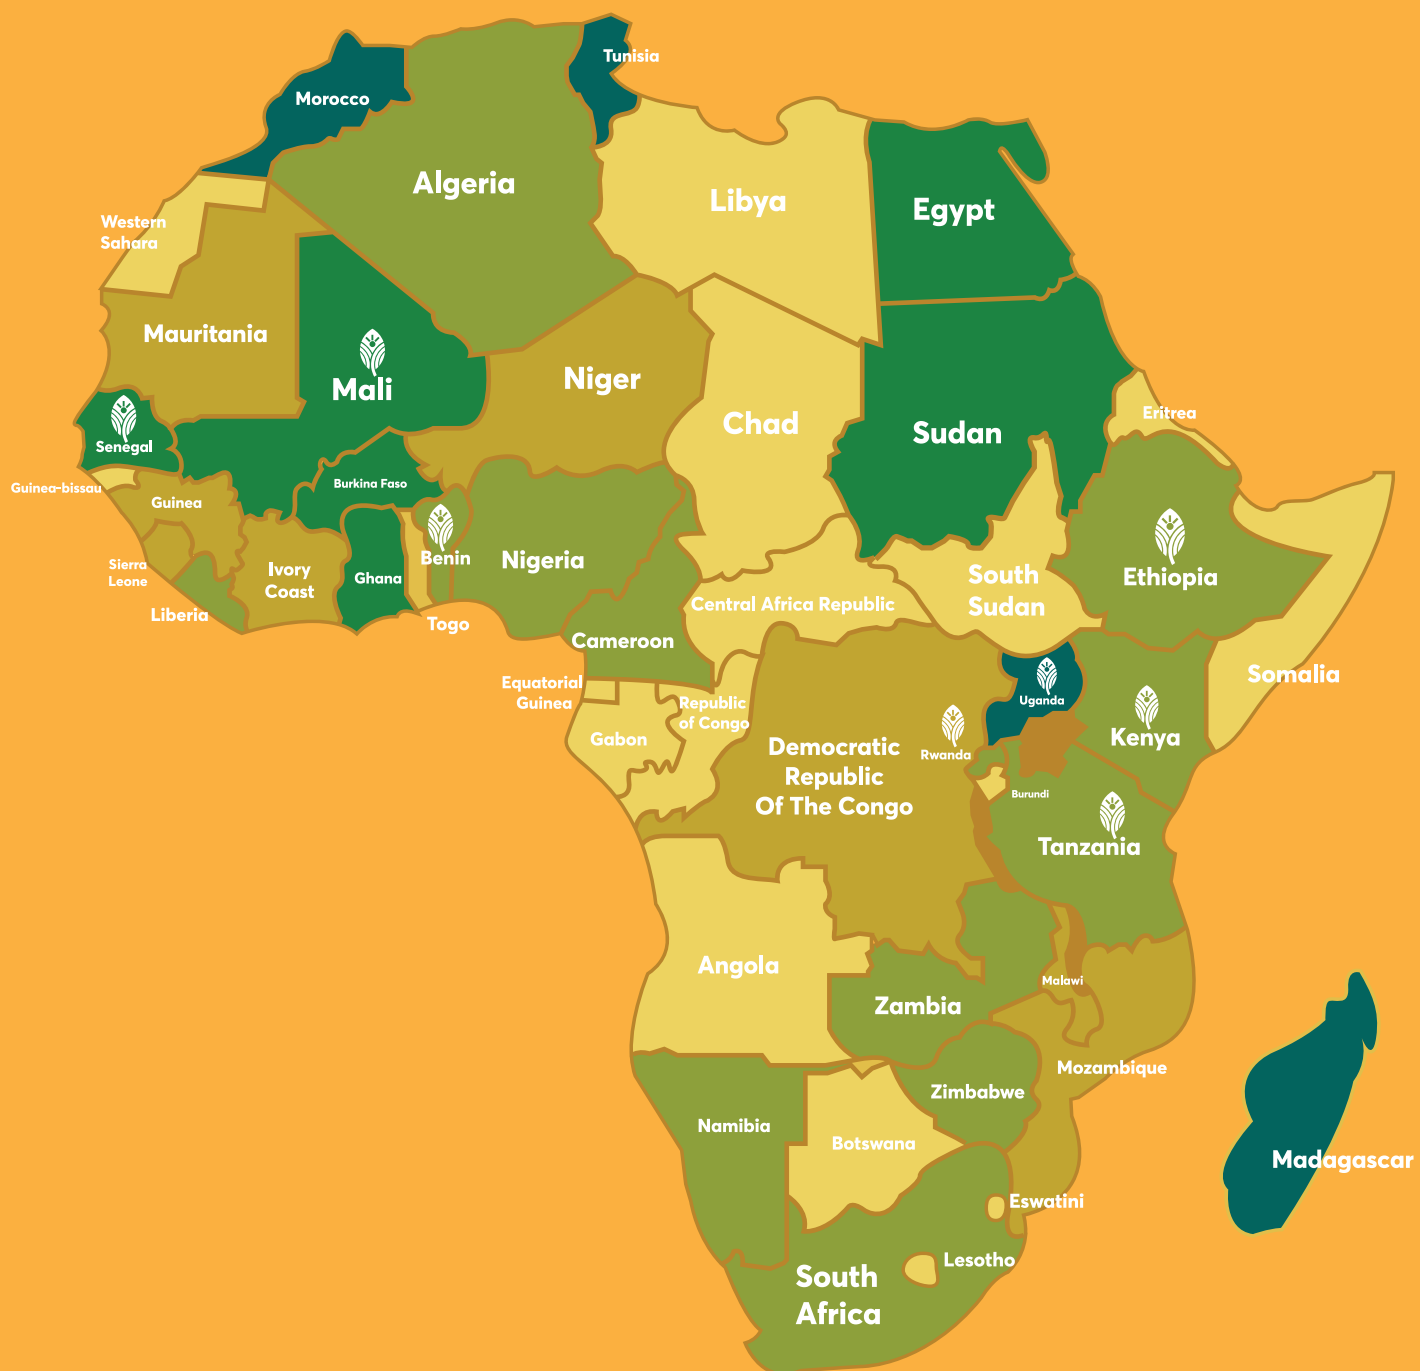 Tunisia
Morocco
Algeria
Libya
Egypt
Western
Sahara
Mauritania
Mali
Niger
Chad
Sudan
Eritrea
Senegal
Guinea-bissau
Guinea
Burkina Faso
Sierra
Leone
Liberia
Ivory
Coast
Ghana
Benin
Togo
Nigeria
Cameroon
Central Africa Republic
South
Sudan
Ethiopia
Somalia
Equatorial
Guinea
Gabon
Republic
of Congo
Democratic
Republic
Of The Congo
Uganda
Rwanda
Kenya
Burundi
Tanzania
Angola
Zambia
Malawi
Mozambique
Zimbabwe
Namibia
Botswana
Madagascar
Eswatini
Lesotho
South
Africa